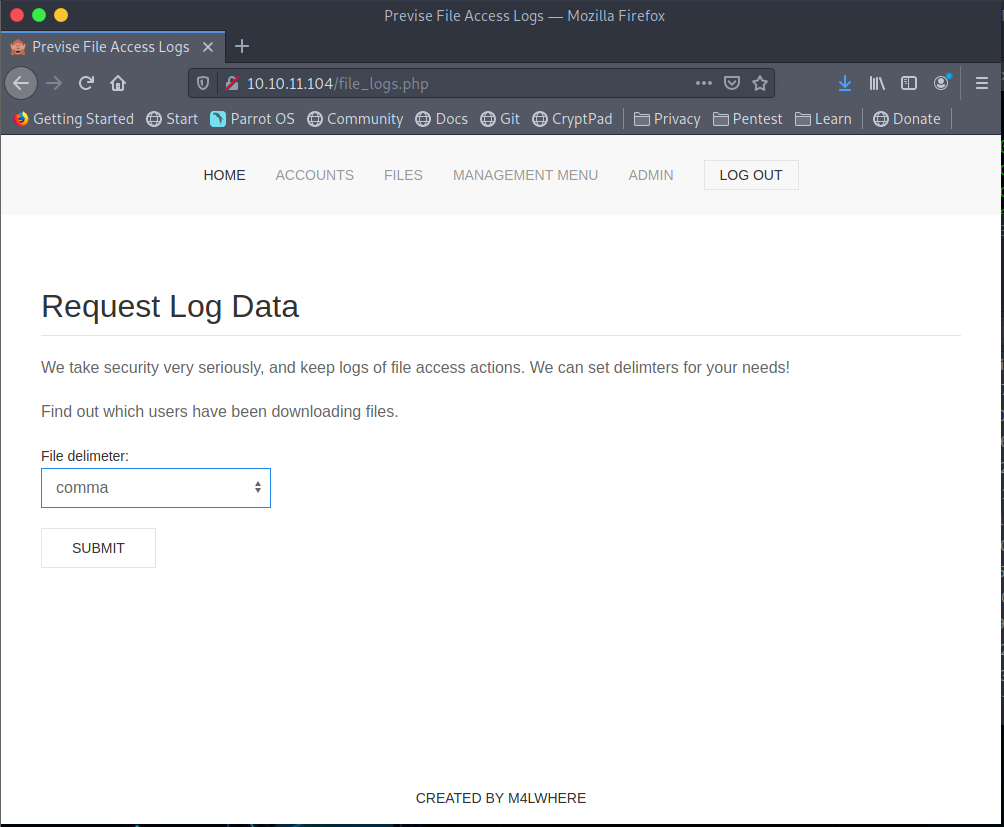 Previse File Access Logs — Mozilla Firefox
Previse File Access Logs
10.10.11.104/file_logs.php
Getting Started Start Parrot OS Community Docs Git CryptPad Privacy Pentest Learn Donate
HOME ACCOUNTS FILES MANAGEMENT MENU ADMIN LOG OUT
Request Log Data
We take security very seriously, and keep logs of file access actions. We can set delimters for your needs!
Find out which users have been downloading files.
File delimeter:
comma
SUBMIT
CREATED BY M4LWHERE